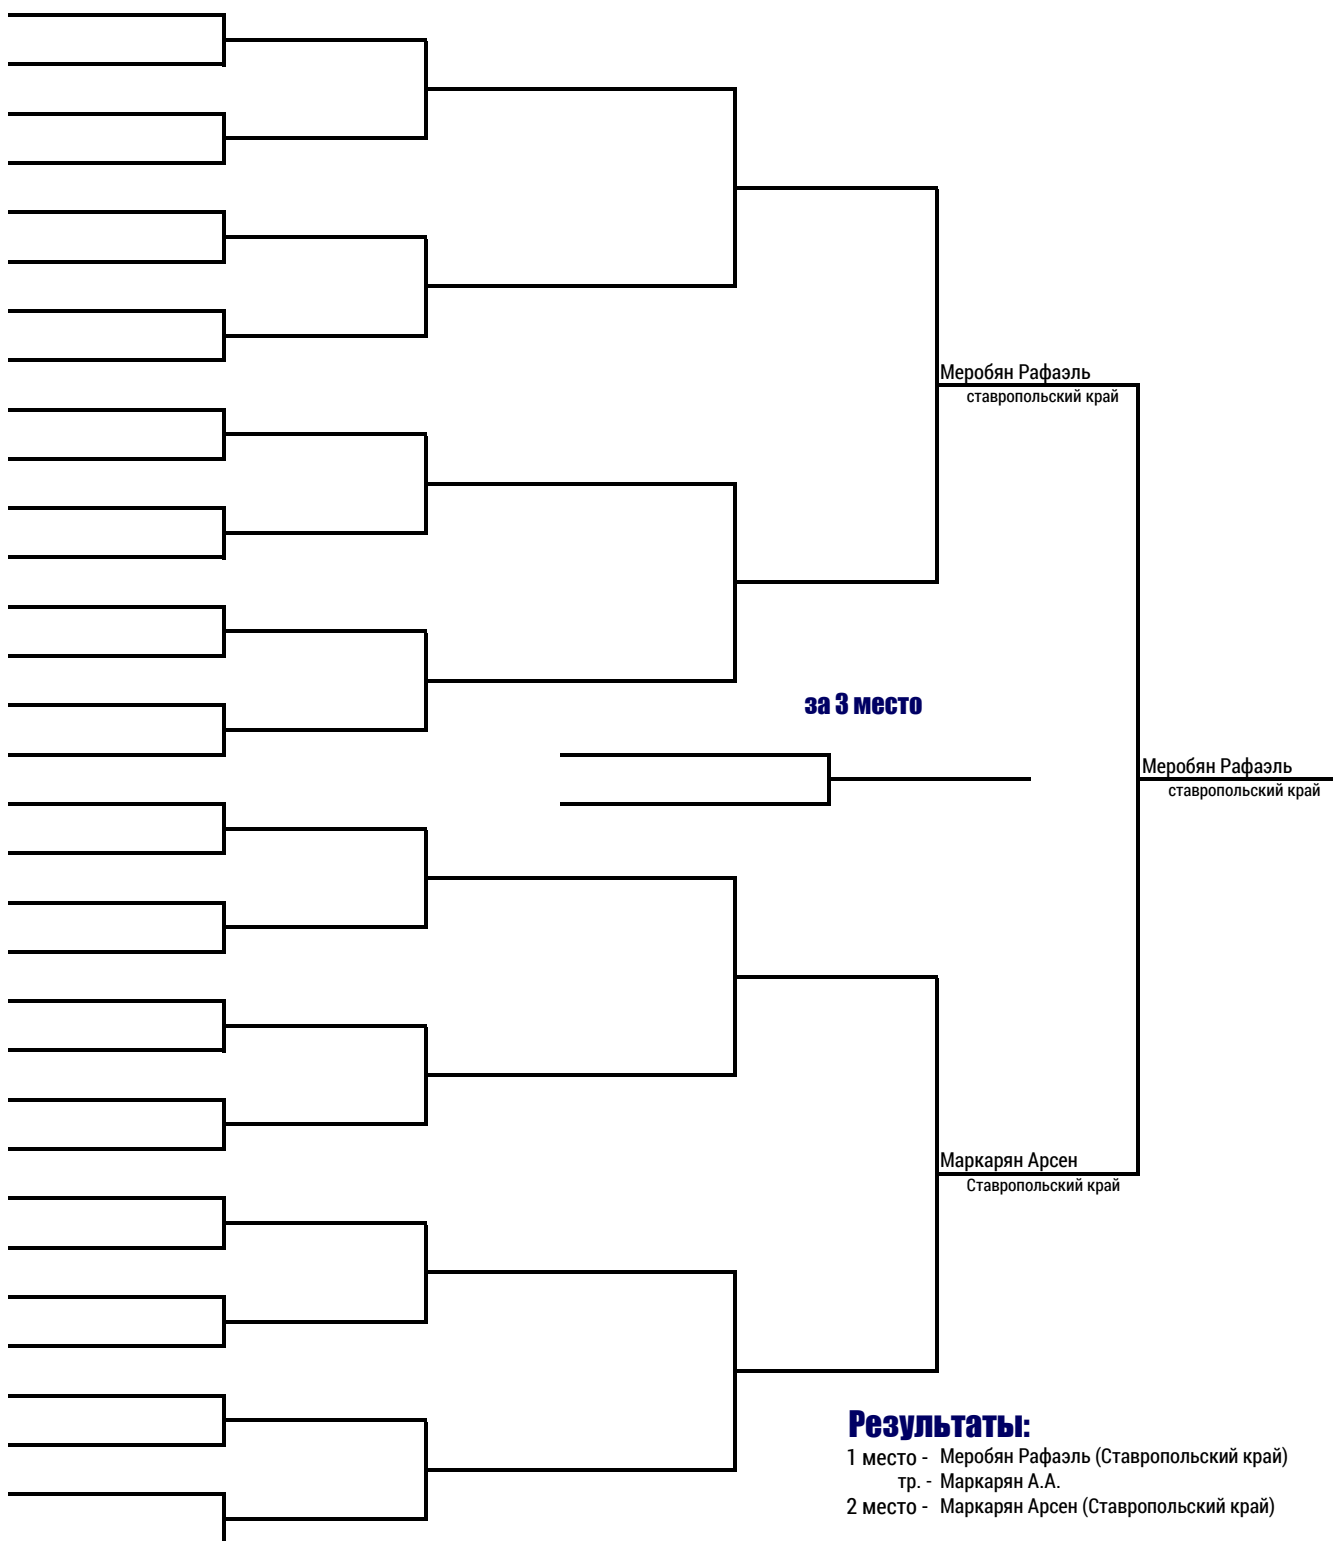 Меробян Рафаэль
ставропольский край
за 3 место
Меробян Рафаэль
ставропольский край
Маркарян Арсен
Ставропольский край
Результаты:
1 место - Меробян Рафаэль (Ставропольский край)
тр. - Маркарян А.А.
2 место - Маркарян Арсен (Ставропольский край)